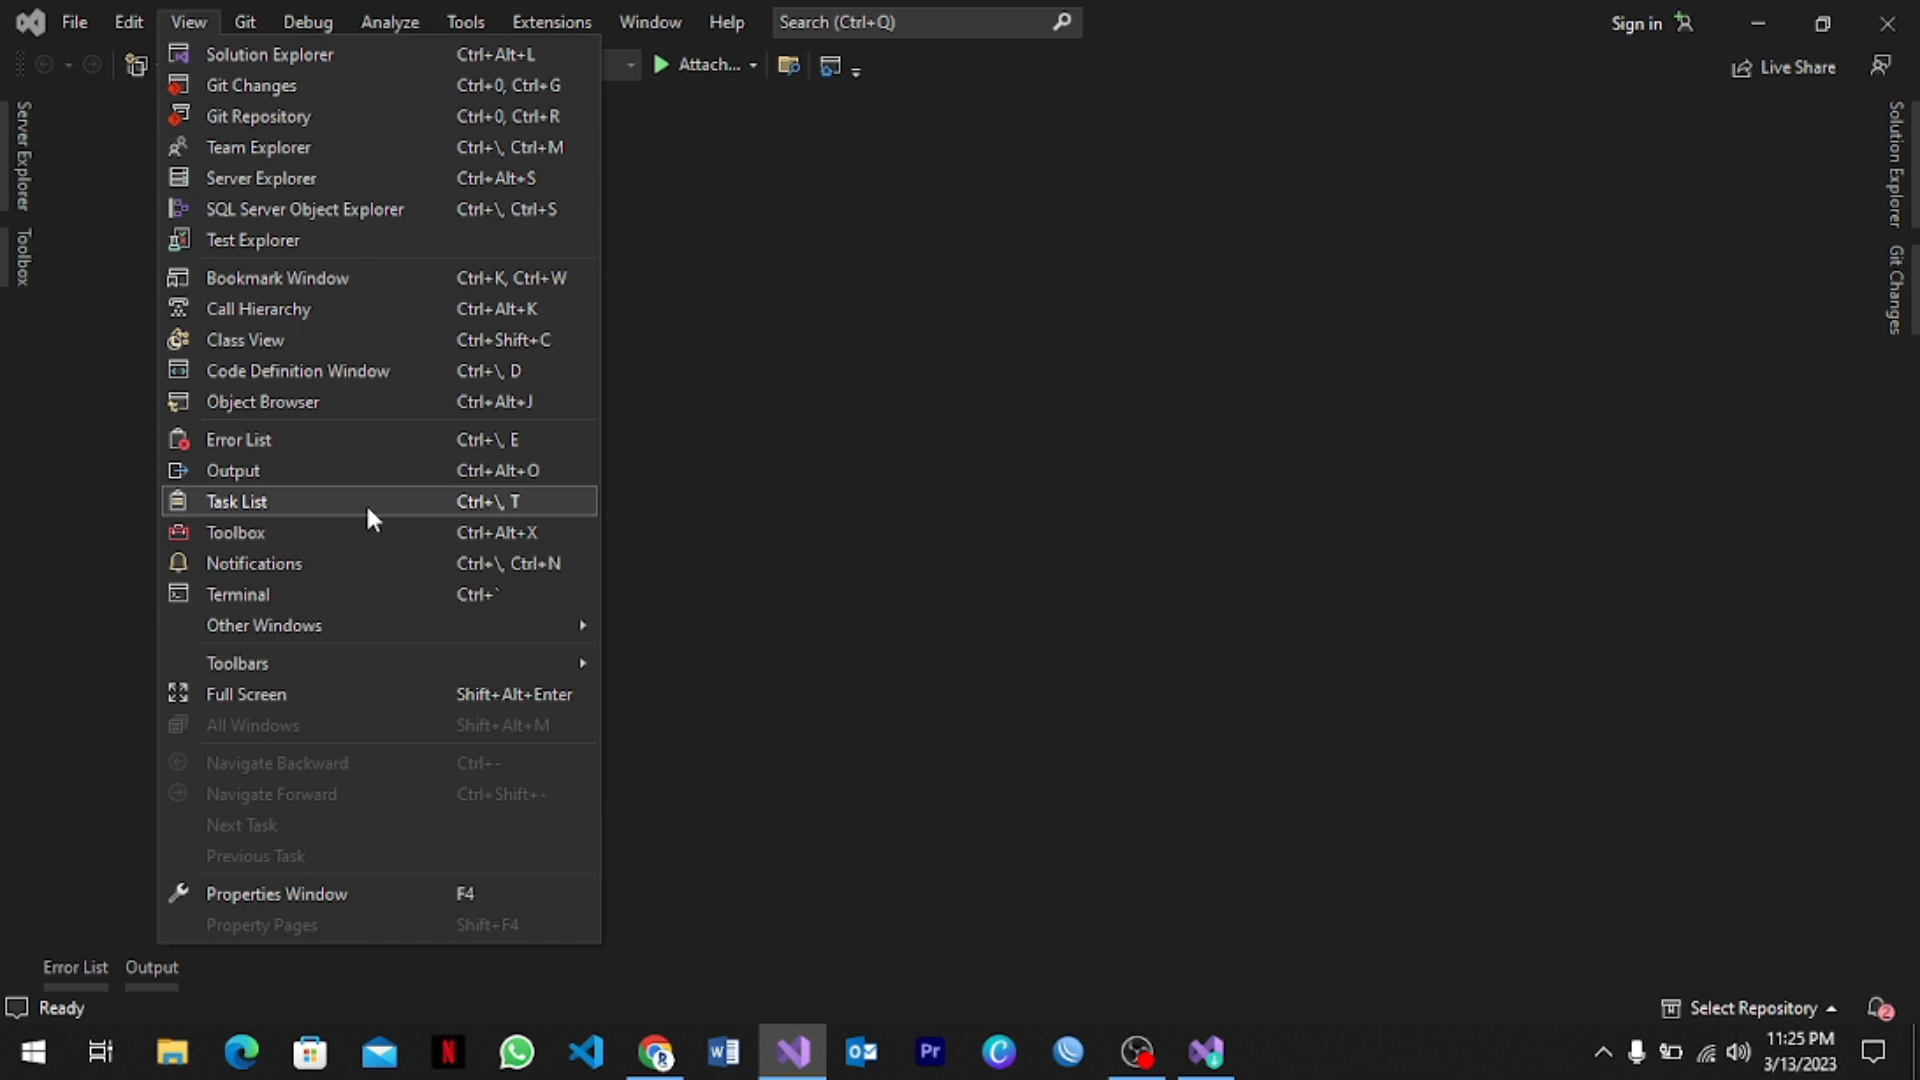 File Edit View Git Debug Analyze Tools Extensions Window Help Search (Ctrl+Q) Sign in
Attach... Live Share
Solution Explorer Ctrl+Alt+L
Git Changes Ctrl+0, Ctrl+G
Git Repository Ctrl+0, Ctrl+R
Team Explorer Ctrl+\, Ctrl+M
Server Explorer Ctrl+Alt+S
SQL Server Object Explorer Ctrl+\, Ctrl+S
Test Explorer
Bookmark Window Ctrl+K, Ctrl+W
Call Hierarchy Ctrl+Alt+K
Class View Ctrl+Shift+C
Code Definition Window Ctrl+\, D
Object Browser Ctrl+Alt+J
Error List Ctrl+\, E
Output Ctrl+Alt+O
Task List Ctrl+\, T
Toolbox Ctrl+Alt+X
Notifications Ctrl+\, Ctrl+N
Terminal Ctrl+`
Other Windows
Toolbars
Full Screen Shift+Alt+Enter
All Windows Shift+Alt+M
Navigate Backward Ctrl+-
Navigate Forward Ctrl+Shift+-
Next Task
Previous Task
Properties Window F4
Property Pages Shift+F4
Server Explorer
Toolbox
Solution Explorer
Git Changes
Error List Output
Ready Select Repository 2
11:25 PM
3/13/2023